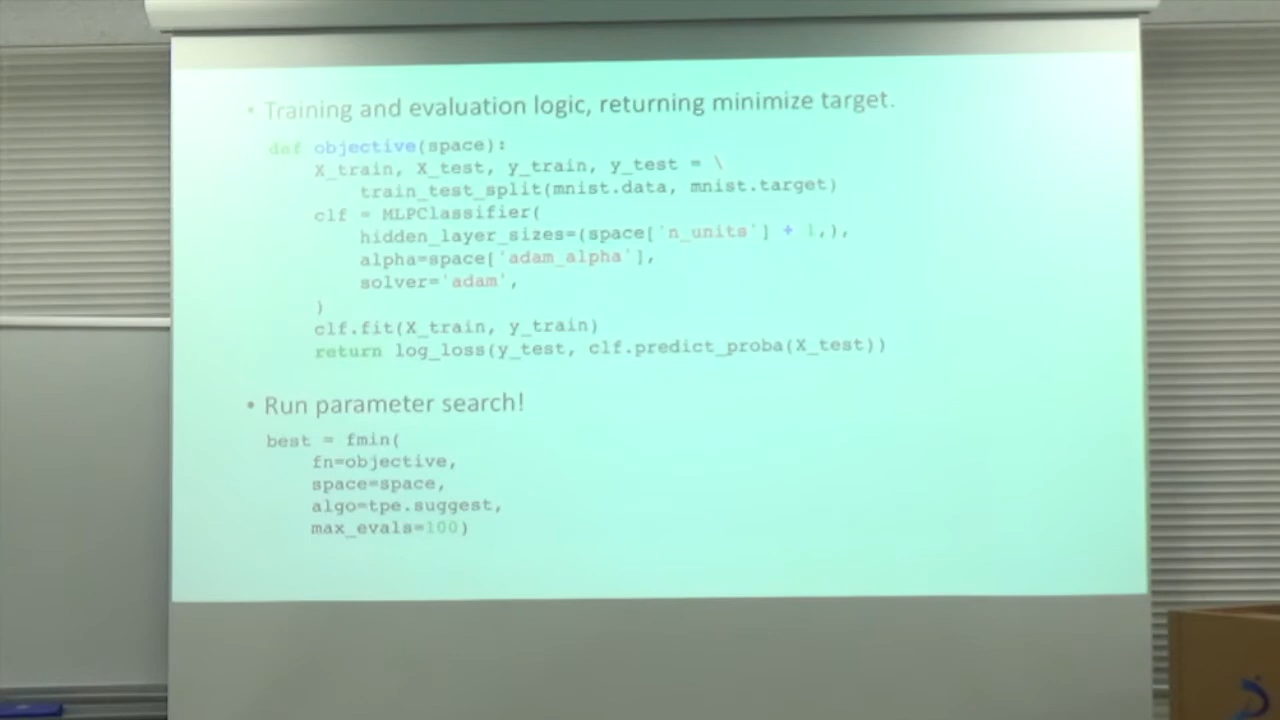 • Training and evaluation logic, returning minimize target.
def objective(space):
    X_train, X_test, y_train, y_test = \
        train_test_split(mnist.data, mnist.target)
    clf = MLPClassifier(
        hidden_layer_sizes=(space['n_units'] + 1,),
        alpha=space['adam_alpha'],
        solver='adam',
    )
    clf.fit(X_train, y_train)
    return log_loss(y_test, clf.predict_proba(X_test))
• Run parameter search!
best = fmin(
    fn=objective,
    space=space,
    algo=tpe.suggest,
    max_evals=100)